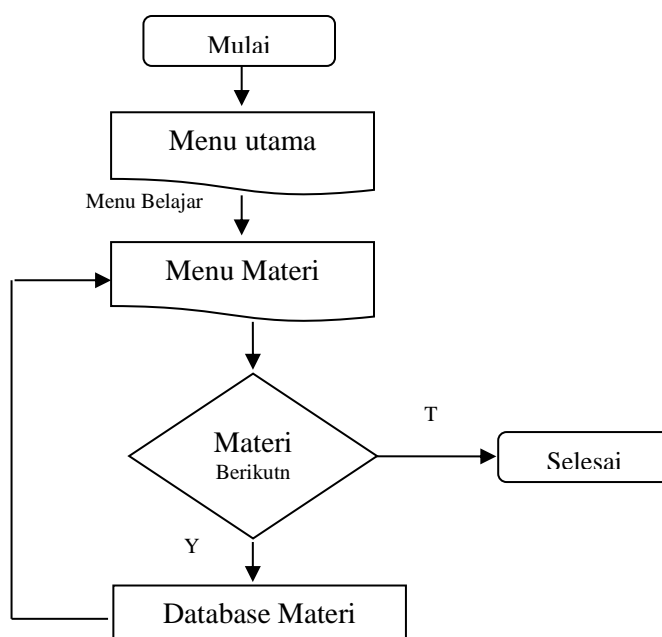 Mulai
Menu utama
Menu Belajar
Menu Materi
Materi
Berikutn
T
Selesai
Y
Database Materi